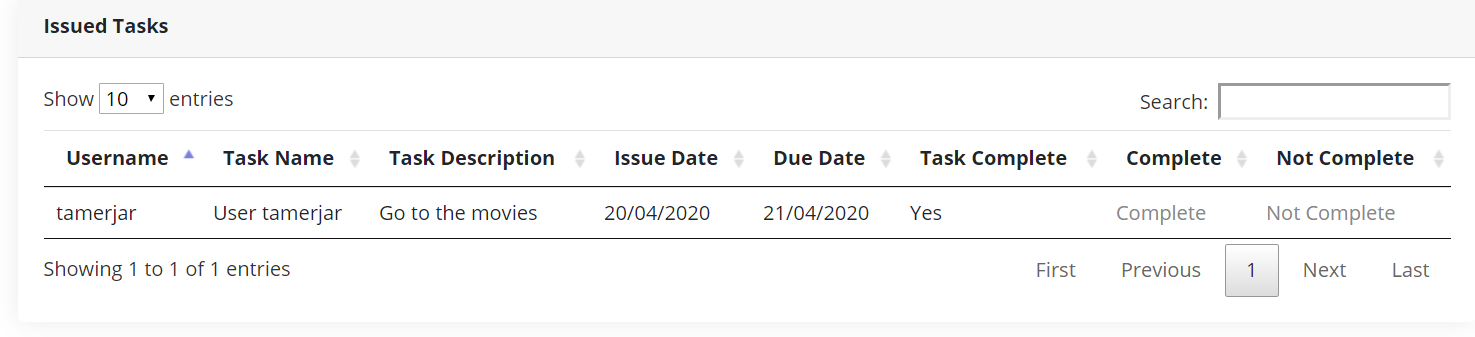 Issued Tasks
Show 10 entries Search:
Username Task Name Task Description Issue Date Due Date Task Complete Complete Not Complete
tamerjar User tamerjar Go to the movies 20/04/2020 21/04/2020 Yes Complete Not Complete
Showing 1 to 1 of 1 entries First Previous 1 Next Last